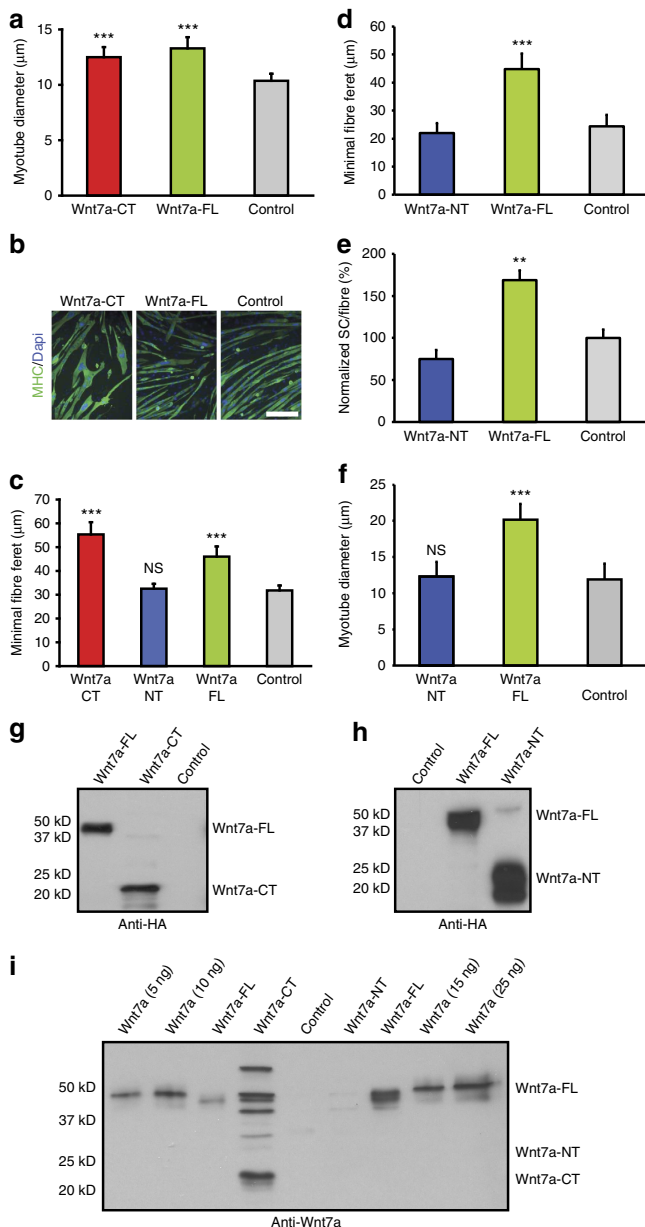 a
***
***
Myotube diameter (µm)
15
10
5
0
Wnt7a-CT Wnt7a-FL Control
b
Wnt7a-CT Wnt7a-FL Control
MHC/Dapi
c
***
NS
***
Minimal fibre feret (µm)
70
60
50
40
30
20
10
0
Wnt7a CT
Wnt7a NT
Wnt7a FL
Control
d
***
Minimal fibre feret (µm)
60
50
40
30
20
10
0
Wnt7a-NT Wnt7a-FL Control
e
**
Normalized SC/fibre (%)
200
150
100
50
0
Wnt7a-NT Wnt7a-FL Control
f
NS
***
Myotube diameter (µm)
25
20
15
10
5
0
Wnt7a NT
Wnt7a FL
Control
g
Wnt7a-FL
Wnt7a-CT
Control
50 kD
37 kD
25 kD
20 kD
Wnt7a-FL
Wnt7a-CT
Anti-HA
h
Control
Wnt7a-FL
Wnt7a-NT
50 kD
37 kD
25 kD
20 kD
Wnt7a-FL
Wnt7a-NT
Anti-HA
i
Wnt7a (5 ng)
Wnt7a (10 ng)
Wnt7a-FL
Wnt7a-CT
Control
Wnt7a-NT
Wnt7a-FL
Wnt7a (15 ng)
Wnt7a (25 ng)
50 kD
37 kD
25 kD
20 kD
Wnt7a-FL
Wnt7a-NT
Wnt7a-CT
Anti-Wnt7a